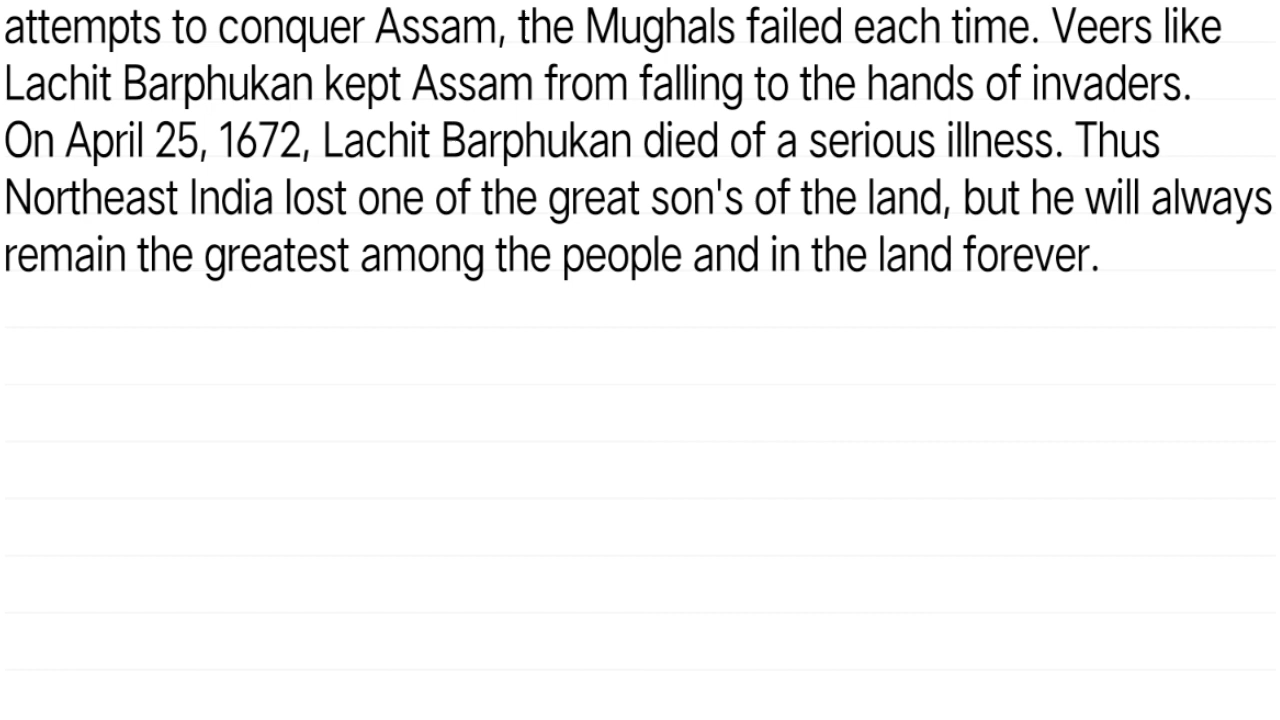 attempts to conquer Assam, the Mughals failed each time. Veers like
Lachit Barphukan kept Assam from falling to the hands of invaders.
On April 25, 1672, Lachit Barphukan died of a serious illness. Thus
Northeast India lost one of the great son's of the land, but he will always
remain the greatest among the people and in the land forever.